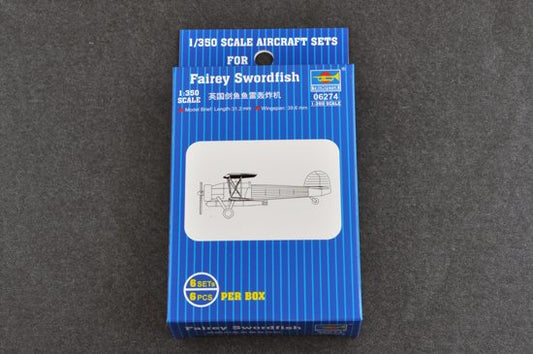 1/350 SCALE AIRCRAFT SETS
FOR
Fairey Swordfish
1:350
SCALE
英国剑鱼鱼雷轰炸机
Model Brief: Length:31.2 mm Wingspan: 39.6 mm
TRUMPETER
06274
1:350 SCALE
6 SETs
6 PCS
PER BOX
Fairey Swordfish